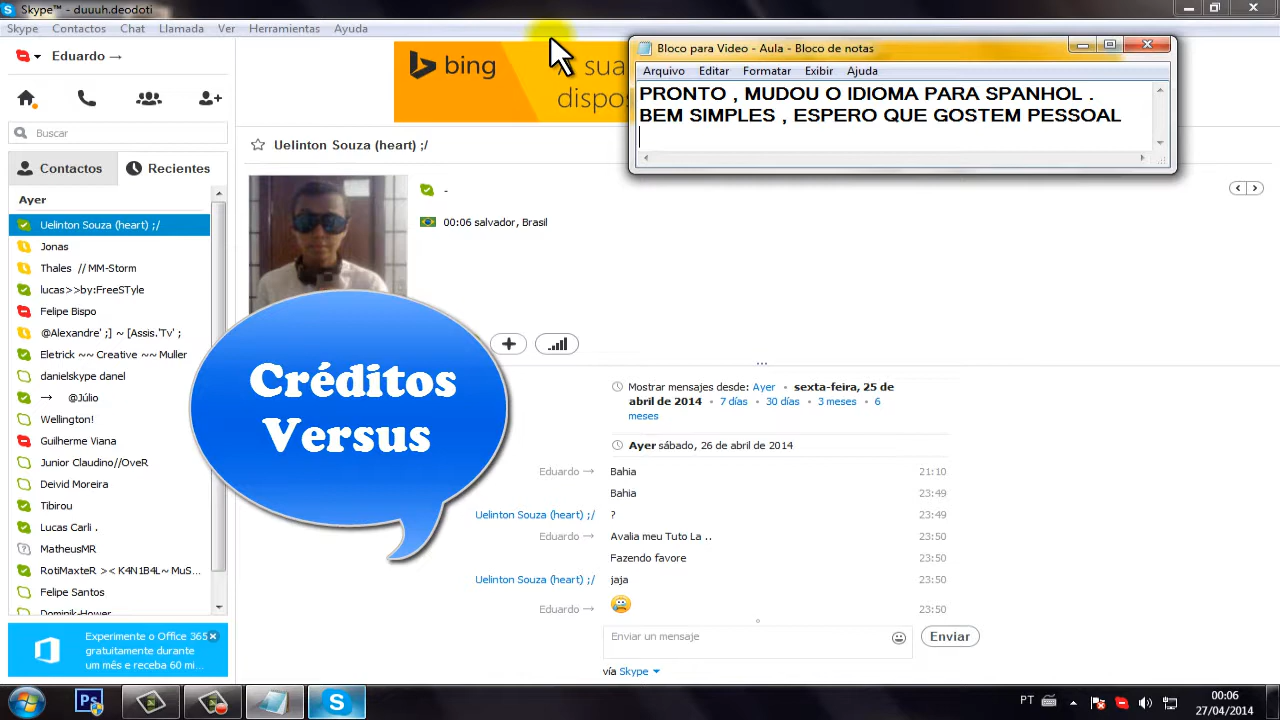 Skype™ - duuuh.deodoti
Skype Contactos Chat Llamada Ver Herramientas Ayuda
Eduardo →
Buscar
Contactos Recientes
Ayer
Uelinton Souza (heart) ;/
Jonas
Thales // MM-Storm
lucas>>by:FreeSTyle
Felipe Bispo
@Alexandre' ;] ~ [Assis.'Tv' ;
Eletrick ~~ Creative ~~ Muller
danielskype danel
→ @Júlio
Wellington!
Guilherme Viana
Junior Claudino//OveR
Deivid Moreira
Tibirou
Lucas Carli .
MatheusMR
RotiMaxteR >< K4N1B4L~ MuS...
Felipe Santos
Dominik-Hower
Experimente o Office 365
gratuitamente durante
um mês e receba 60 mi...
bing
sua
dispos
Bloco para Video - Aula - Bloco de notas
Arquivo Editar Formatar Exibir Ajuda
PRONTO , MUDOU O IDIOMA PARA SPANHOL .
BEM SIMPLES , ESPERO QUE GOSTEM PESSOAL
Uelinton Souza (heart) ;/
-
00:06 salvador, Brasil
Créditos
Versus
Mostrar mensajes desde: Ayer • sexta-feira, 25 de
abril de 2014 • 7 días • 30 días • 3 meses • 6
meses
Ayer sábado, 26 de abril de 2014
Eduardo → Bahia 21:10
Bahia 23:49
Uelinton Souza (heart) ;/ ? 23:49
Eduardo → Avalia meu Tuto La .. 23:50
Fazendo favore 23:50
Uelinton Souza (heart) ;/ jaja 23:50
Eduardo → 23:50
Enviar un mensaje Enviar
vía Skype
PT 00:06
27/04/2014